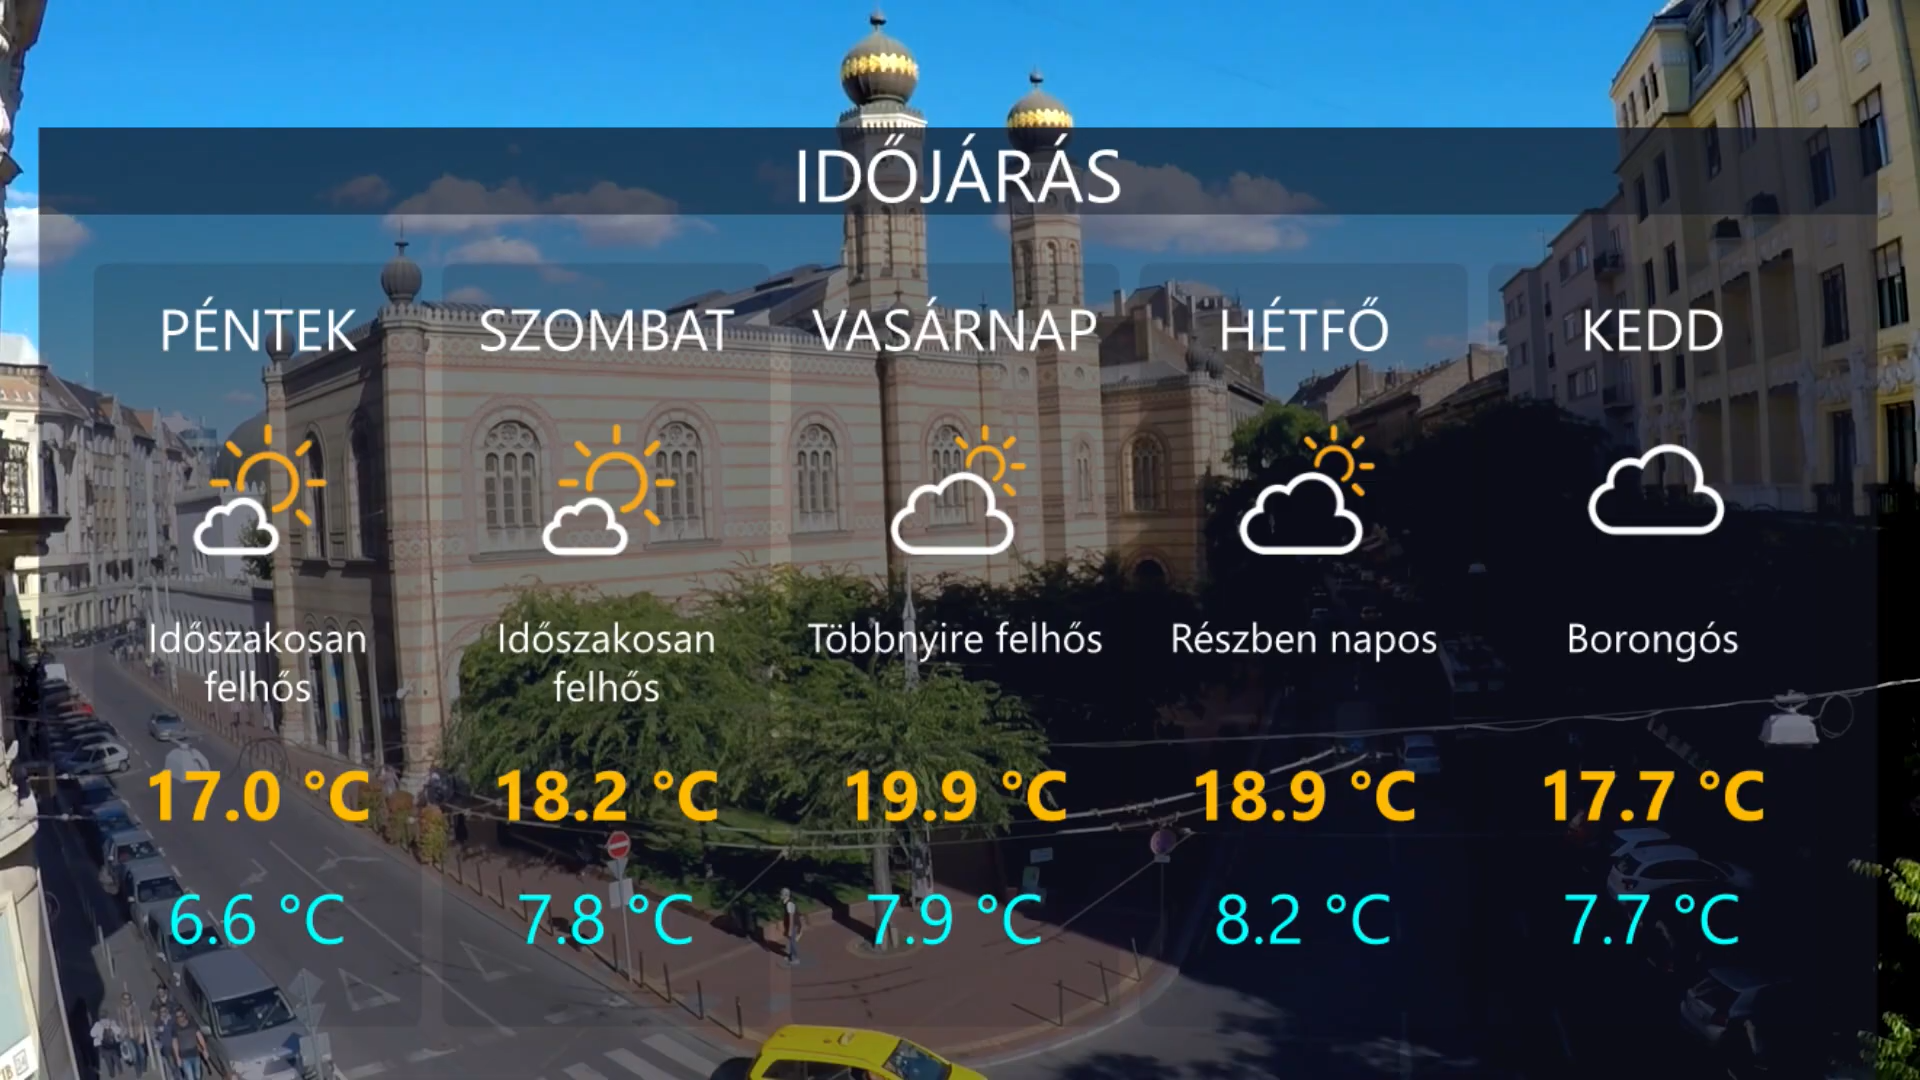 IDŐJÁRÁS
PÉNTEK
Időszakosan
felhős
17.0 °C
6.6 °C
SZOMBAT
Időszakosan
felhős
18.2 °C
7.8 °C
VASÁRNAP
Többnyire felhős
19.9 °C
7.9 °C
HÉTFŐ
Részben napos
18.9 °C
8.2 °C
KEDD
Borongós
17.7 °C
7.7 °C